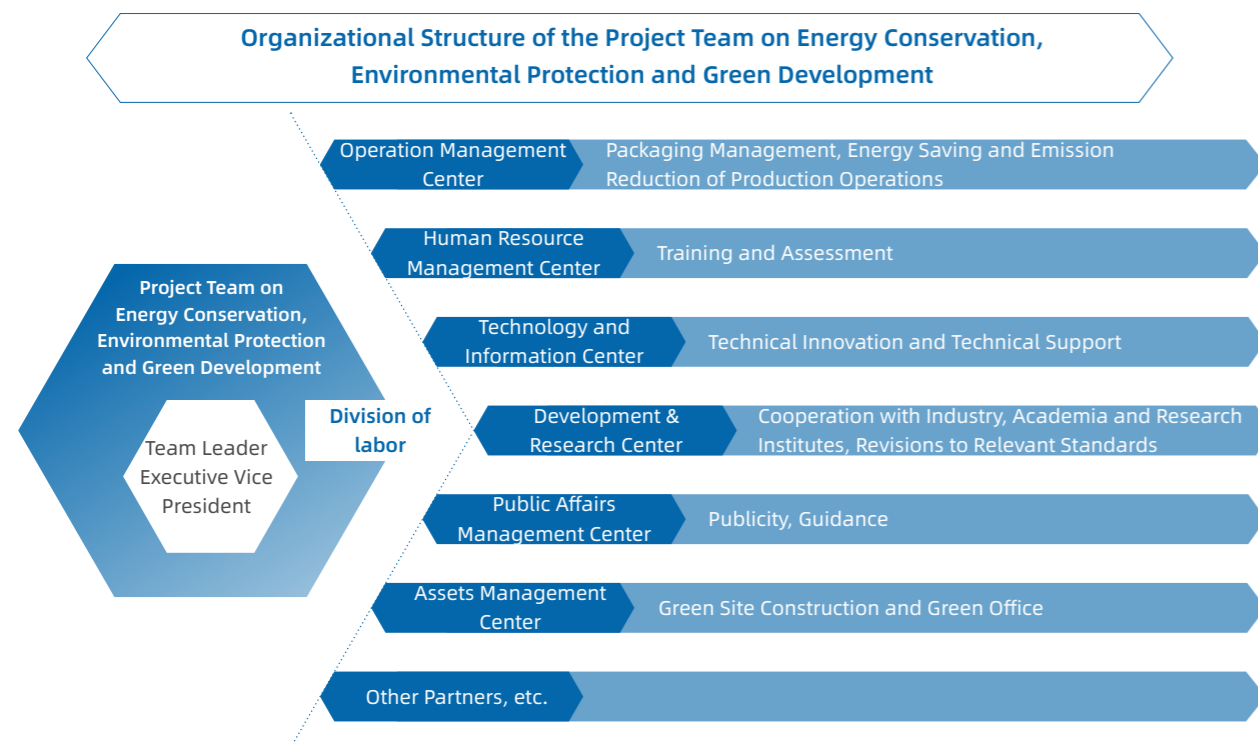 Organizational Structure of the Project Team on Energy Conservation,
Environmental Protection and Green Development
Project Team on
Energy Conservation,
Environmental Protection
and Green Development
Team Leader
Executive Vice
President
Division of
labor
Operation Management
Center
Packaging Management, Energy Saving and Emission
Reduction of Production Operations
Human Resource
Management Center
Training and Assessment
Technology and
Information Center
Technical Innovation and Technical Support
Development &
Research Center
Cooperation with Industry, Academia and Research
Institutes, Revisions to Relevant Standards
Public Affairs
Management Center
Publicity, Guidance
Assets Management
Center
Green Site Construction and Green Office
Other Partners, etc.